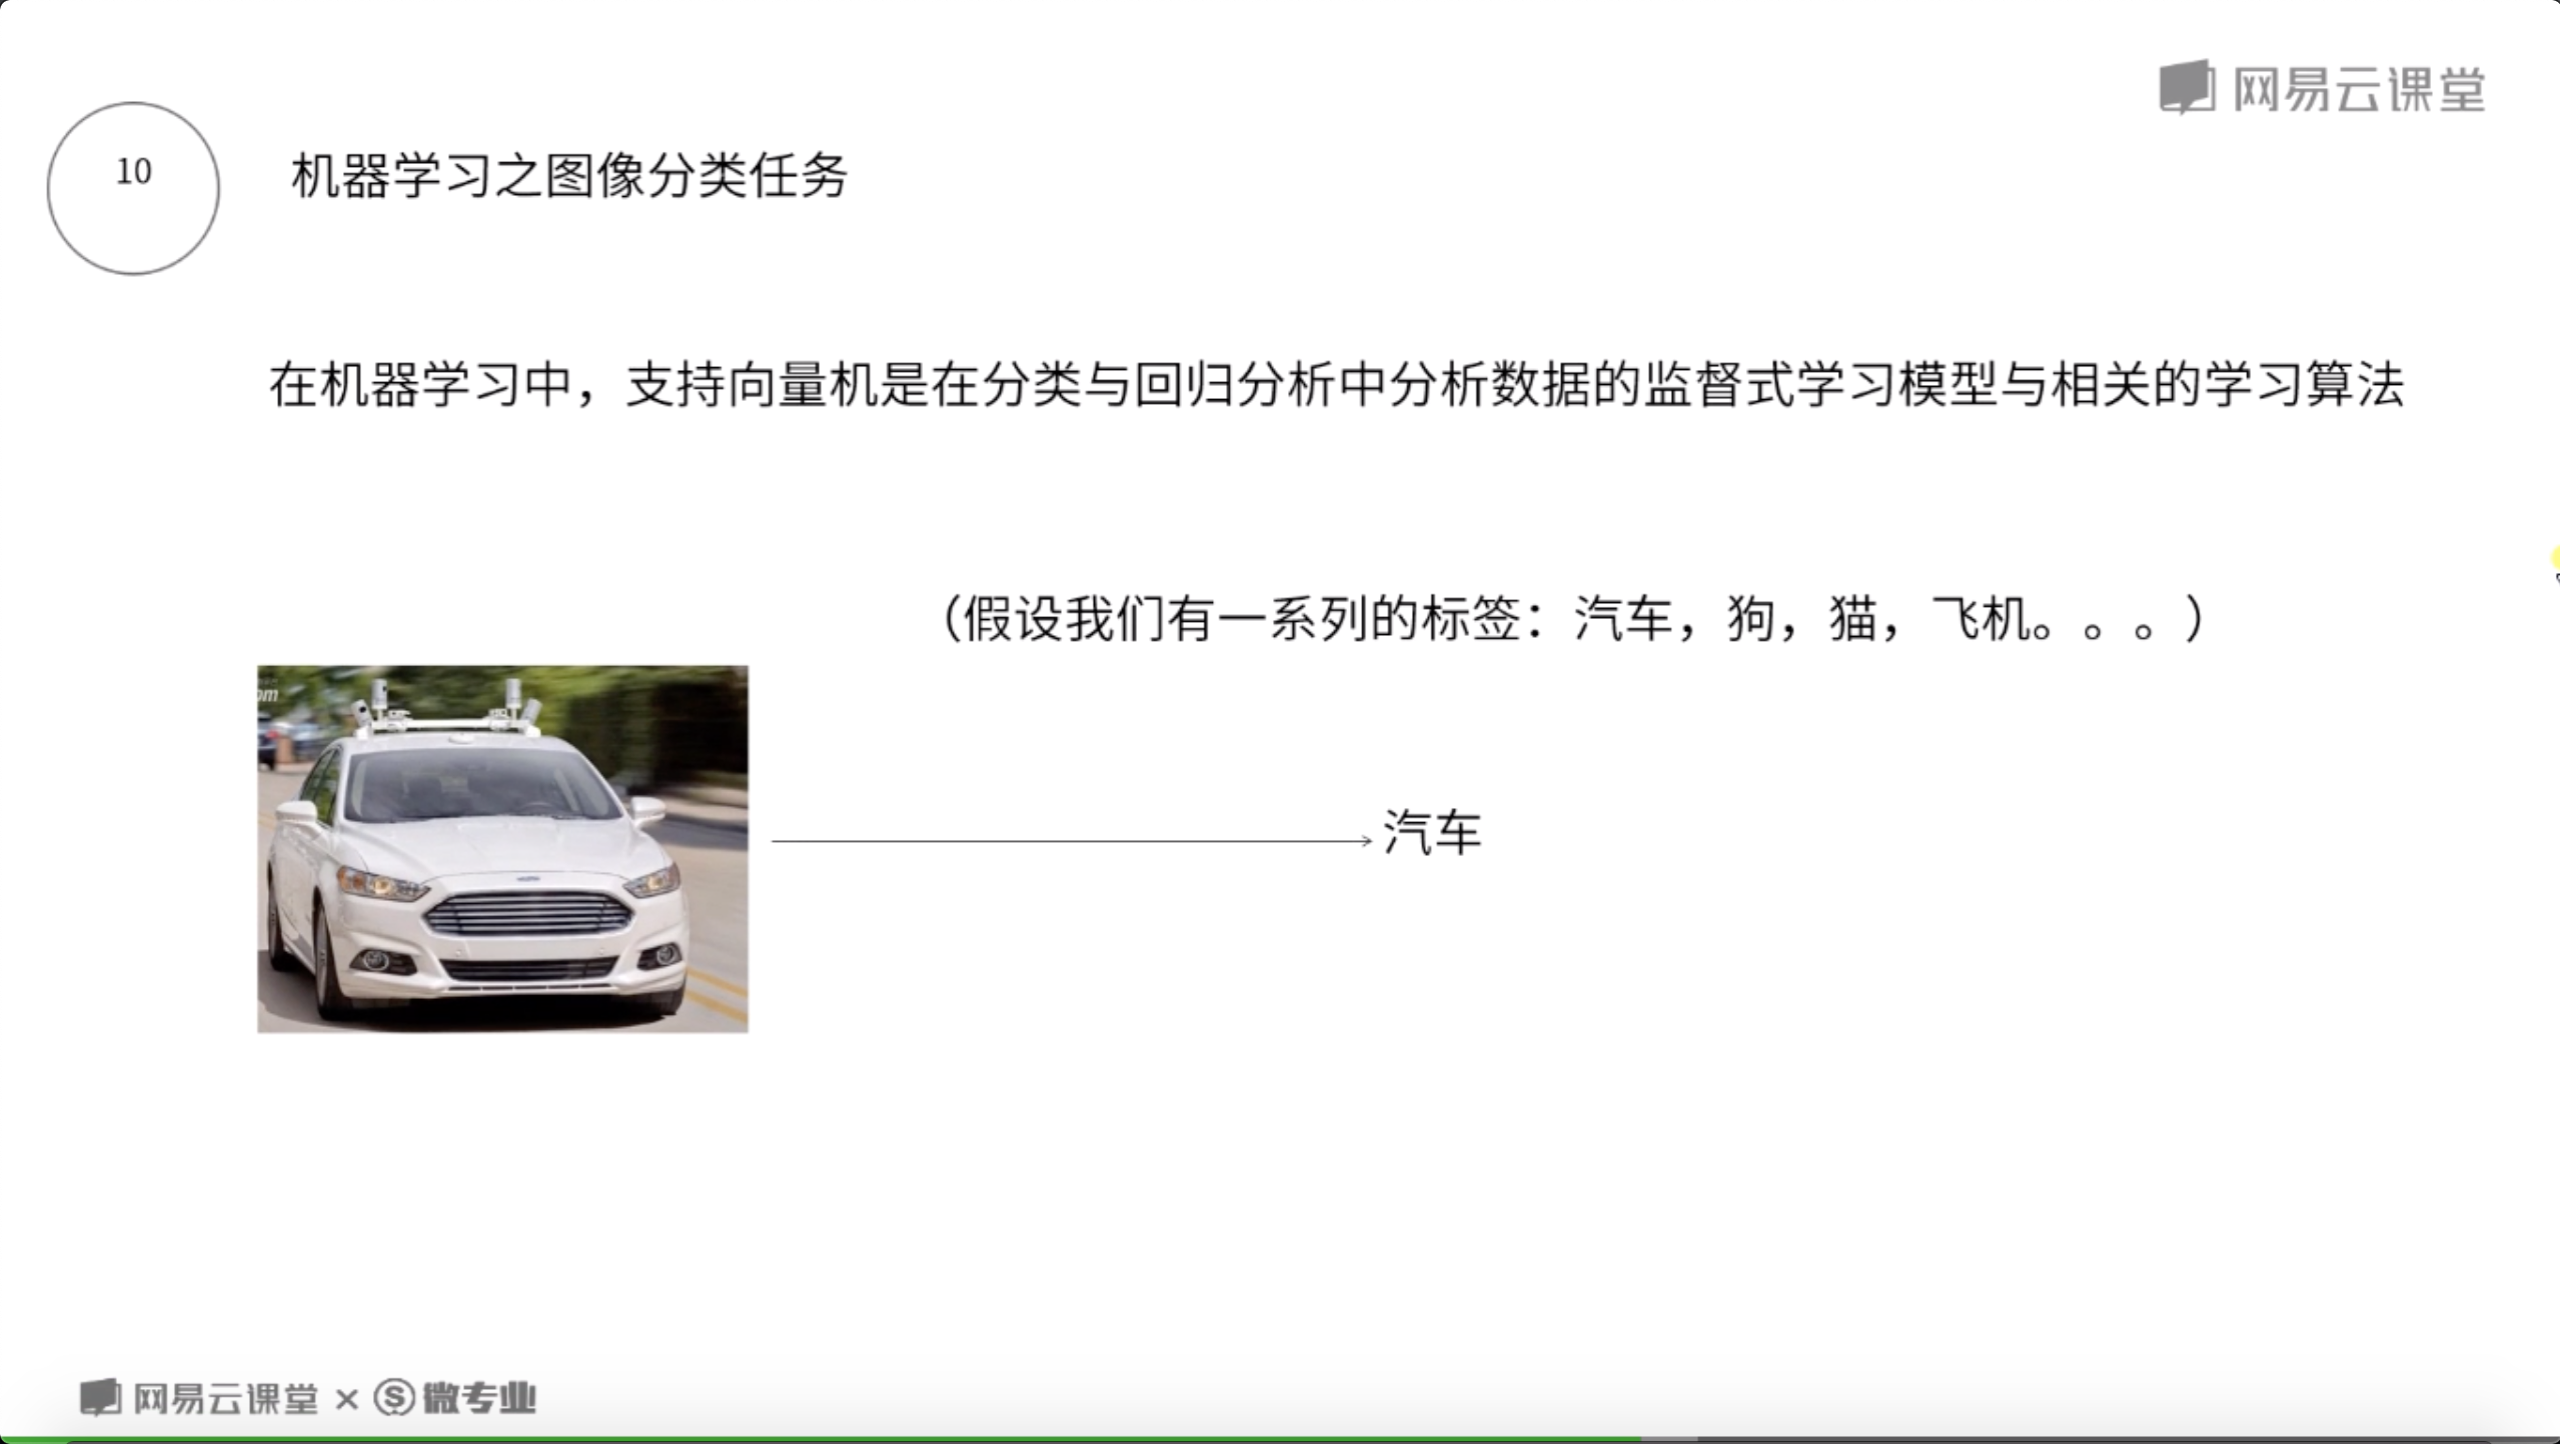 网易云课堂
10
机器学习之图像分类任务
在机器学习中，支持向量机是在分类与回归分析中分析数据的监督式学习模型与相关的学习算法
（假设我们有一系列的标签：汽车，狗，猫，飞机。。。）
om
汽车
网易云课堂 × Ⓢ 微专业